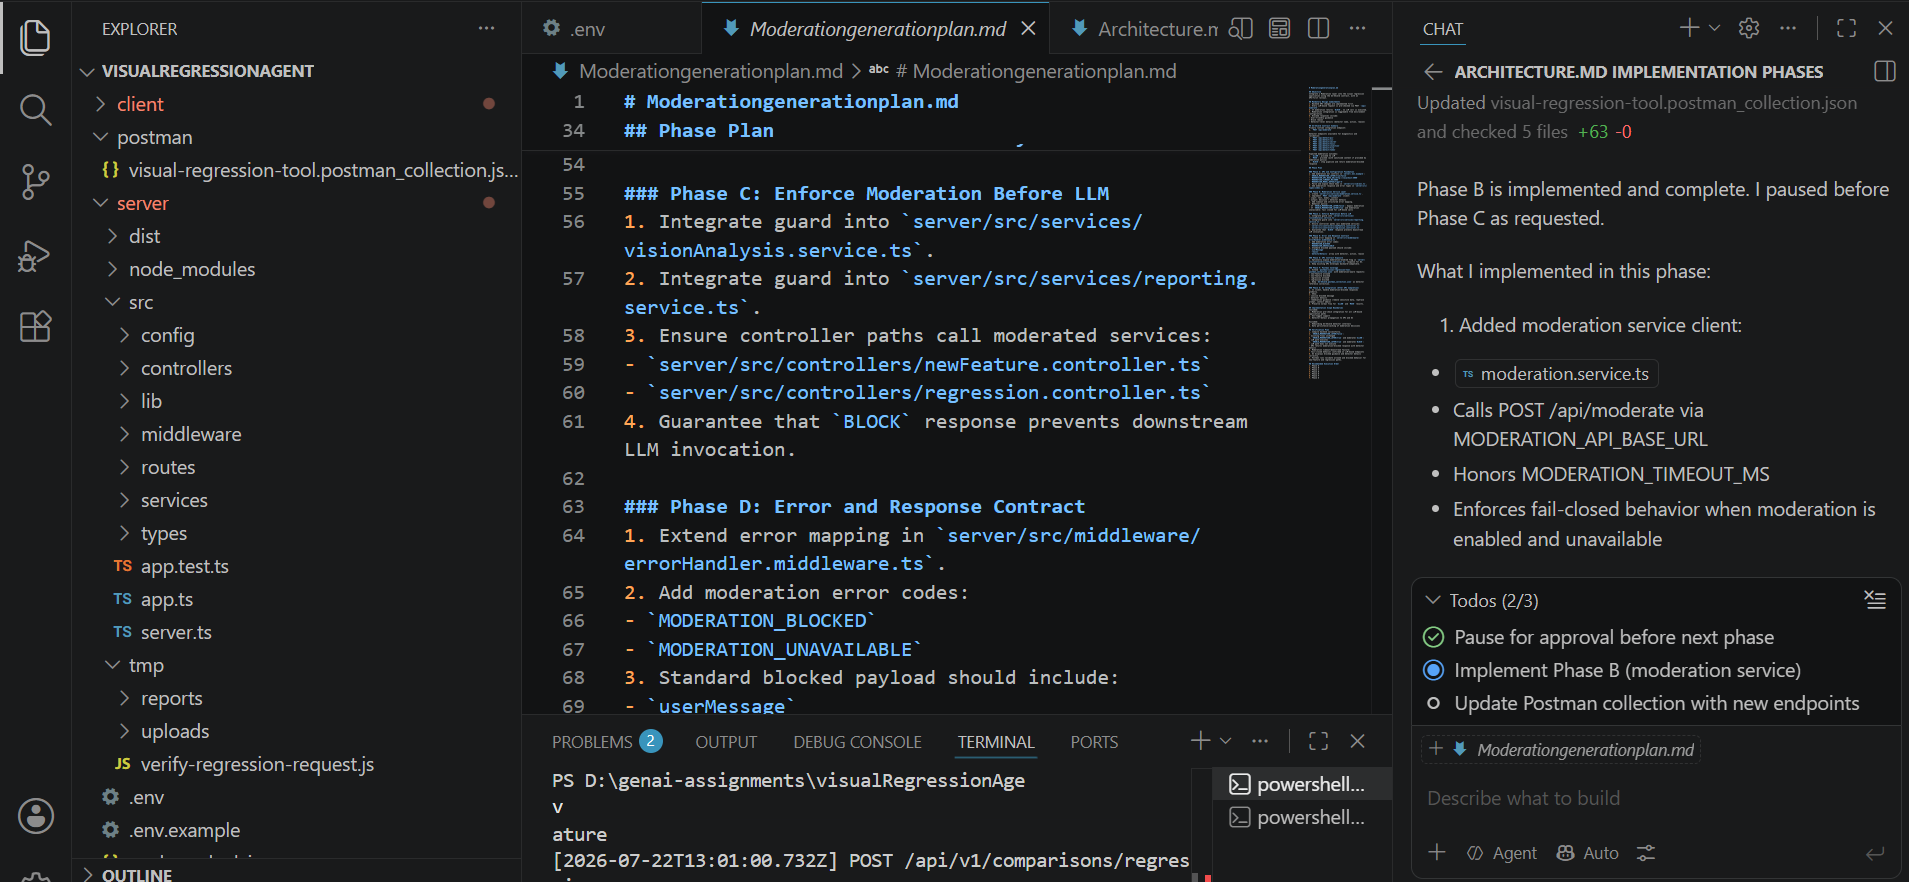 EXPLORER
VISUALREGRESSIONAGENT
client
postman
{} visual-regression-tool.postman_collection.js...
server
dist
node_modules
src
config
controllers
lib
middleware
routes
services
types
TS app.test.ts
TS app.ts
TS server.ts
tmp
reports
uploads
JS verify-regression-request.js
.env
.env.example
OUTLINE
.env
Moderationgenerationplan.md
Architecture.m
Moderationgenerationplan.md > abc # Moderationgenerationplan.md
1 # Moderationgenerationplan.md
34 ## Phase Plan
54
55 ### Phase C: Enforce Moderation Before LLM
56 1. Integrate guard into `server/src/services/
visionAnalysis.service.ts`.
57 2. Integrate guard into `server/src/services/reporting.
service.ts`.
58 3. Ensure controller paths call moderated services:
59 - `server/src/controllers/newFeature.controller.ts`
60 - `server/src/controllers/regression.controller.ts`
61 4. Guarantee that `BLOCK` response prevents downstream
LLM invocation.
62
63 ### Phase D: Error and Response Contract
64 1. Extend error mapping in `server/src/middleware/
errorHandler.middleware.ts`.
65 2. Add moderation error codes:
66 - `MODERATION_BLOCKED`
67 - `MODERATION_UNAVAILABLE`
68 3. Standard blocked payload should include:
69 - `userMessage`
PROBLEMS 2 OUTPUT DEBUG CONSOLE TERMINAL PORTS
PS D:\genai-assignments\visualRegressionAge
v
ature
[2026-07-22T13:01:00.732Z] POST /api/v1/comparisons/regres
powershell...
powershell...
CHAT
ARCHITECTURE.MD IMPLEMENTATION PHASES
Updated visual-regression-tool.postman_collection.json
and checked 5 files +63 -0
Phase B is implemented and complete. I paused before
Phase C as requested.
What I implemented in this phase:
1. Added moderation service client:
• TS moderation.service.ts
• Calls POST /api/moderate via
MODERATION_API_BASE_URL
• Honors MODERATION_TIMEOUT_MS
• Enforces fail-closed behavior when moderation is
enabled and unavailable
Todos (2/3)
Pause for approval before next phase
Implement Phase B (moderation service)
Update Postman collection with new endpoints
Moderationgenerationplan.md
Describe what to build
Agent Auto